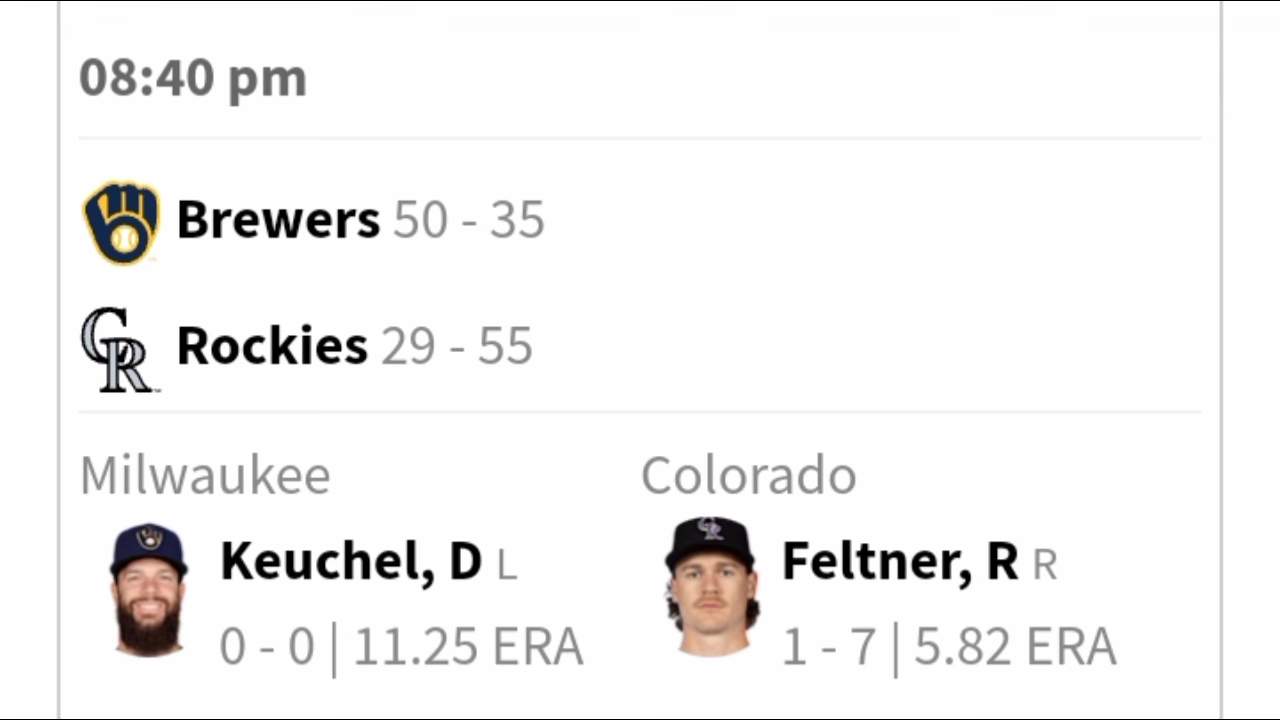 08:40 pm
Brewers 50 - 35
Rockies 29 - 55
Milwaukee
Colorado
Keuchel, D L
0 - 0 | 11.25 ERA
Feltner, R R
1 - 7 | 5.82 ERA